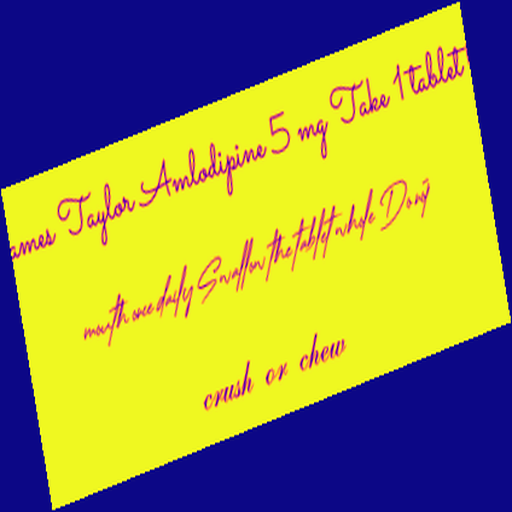 ames Taylor Amlodipine 5 mg Take 1 tablet
mouth once daily Swallow the tablet whole Do not
crush or chew